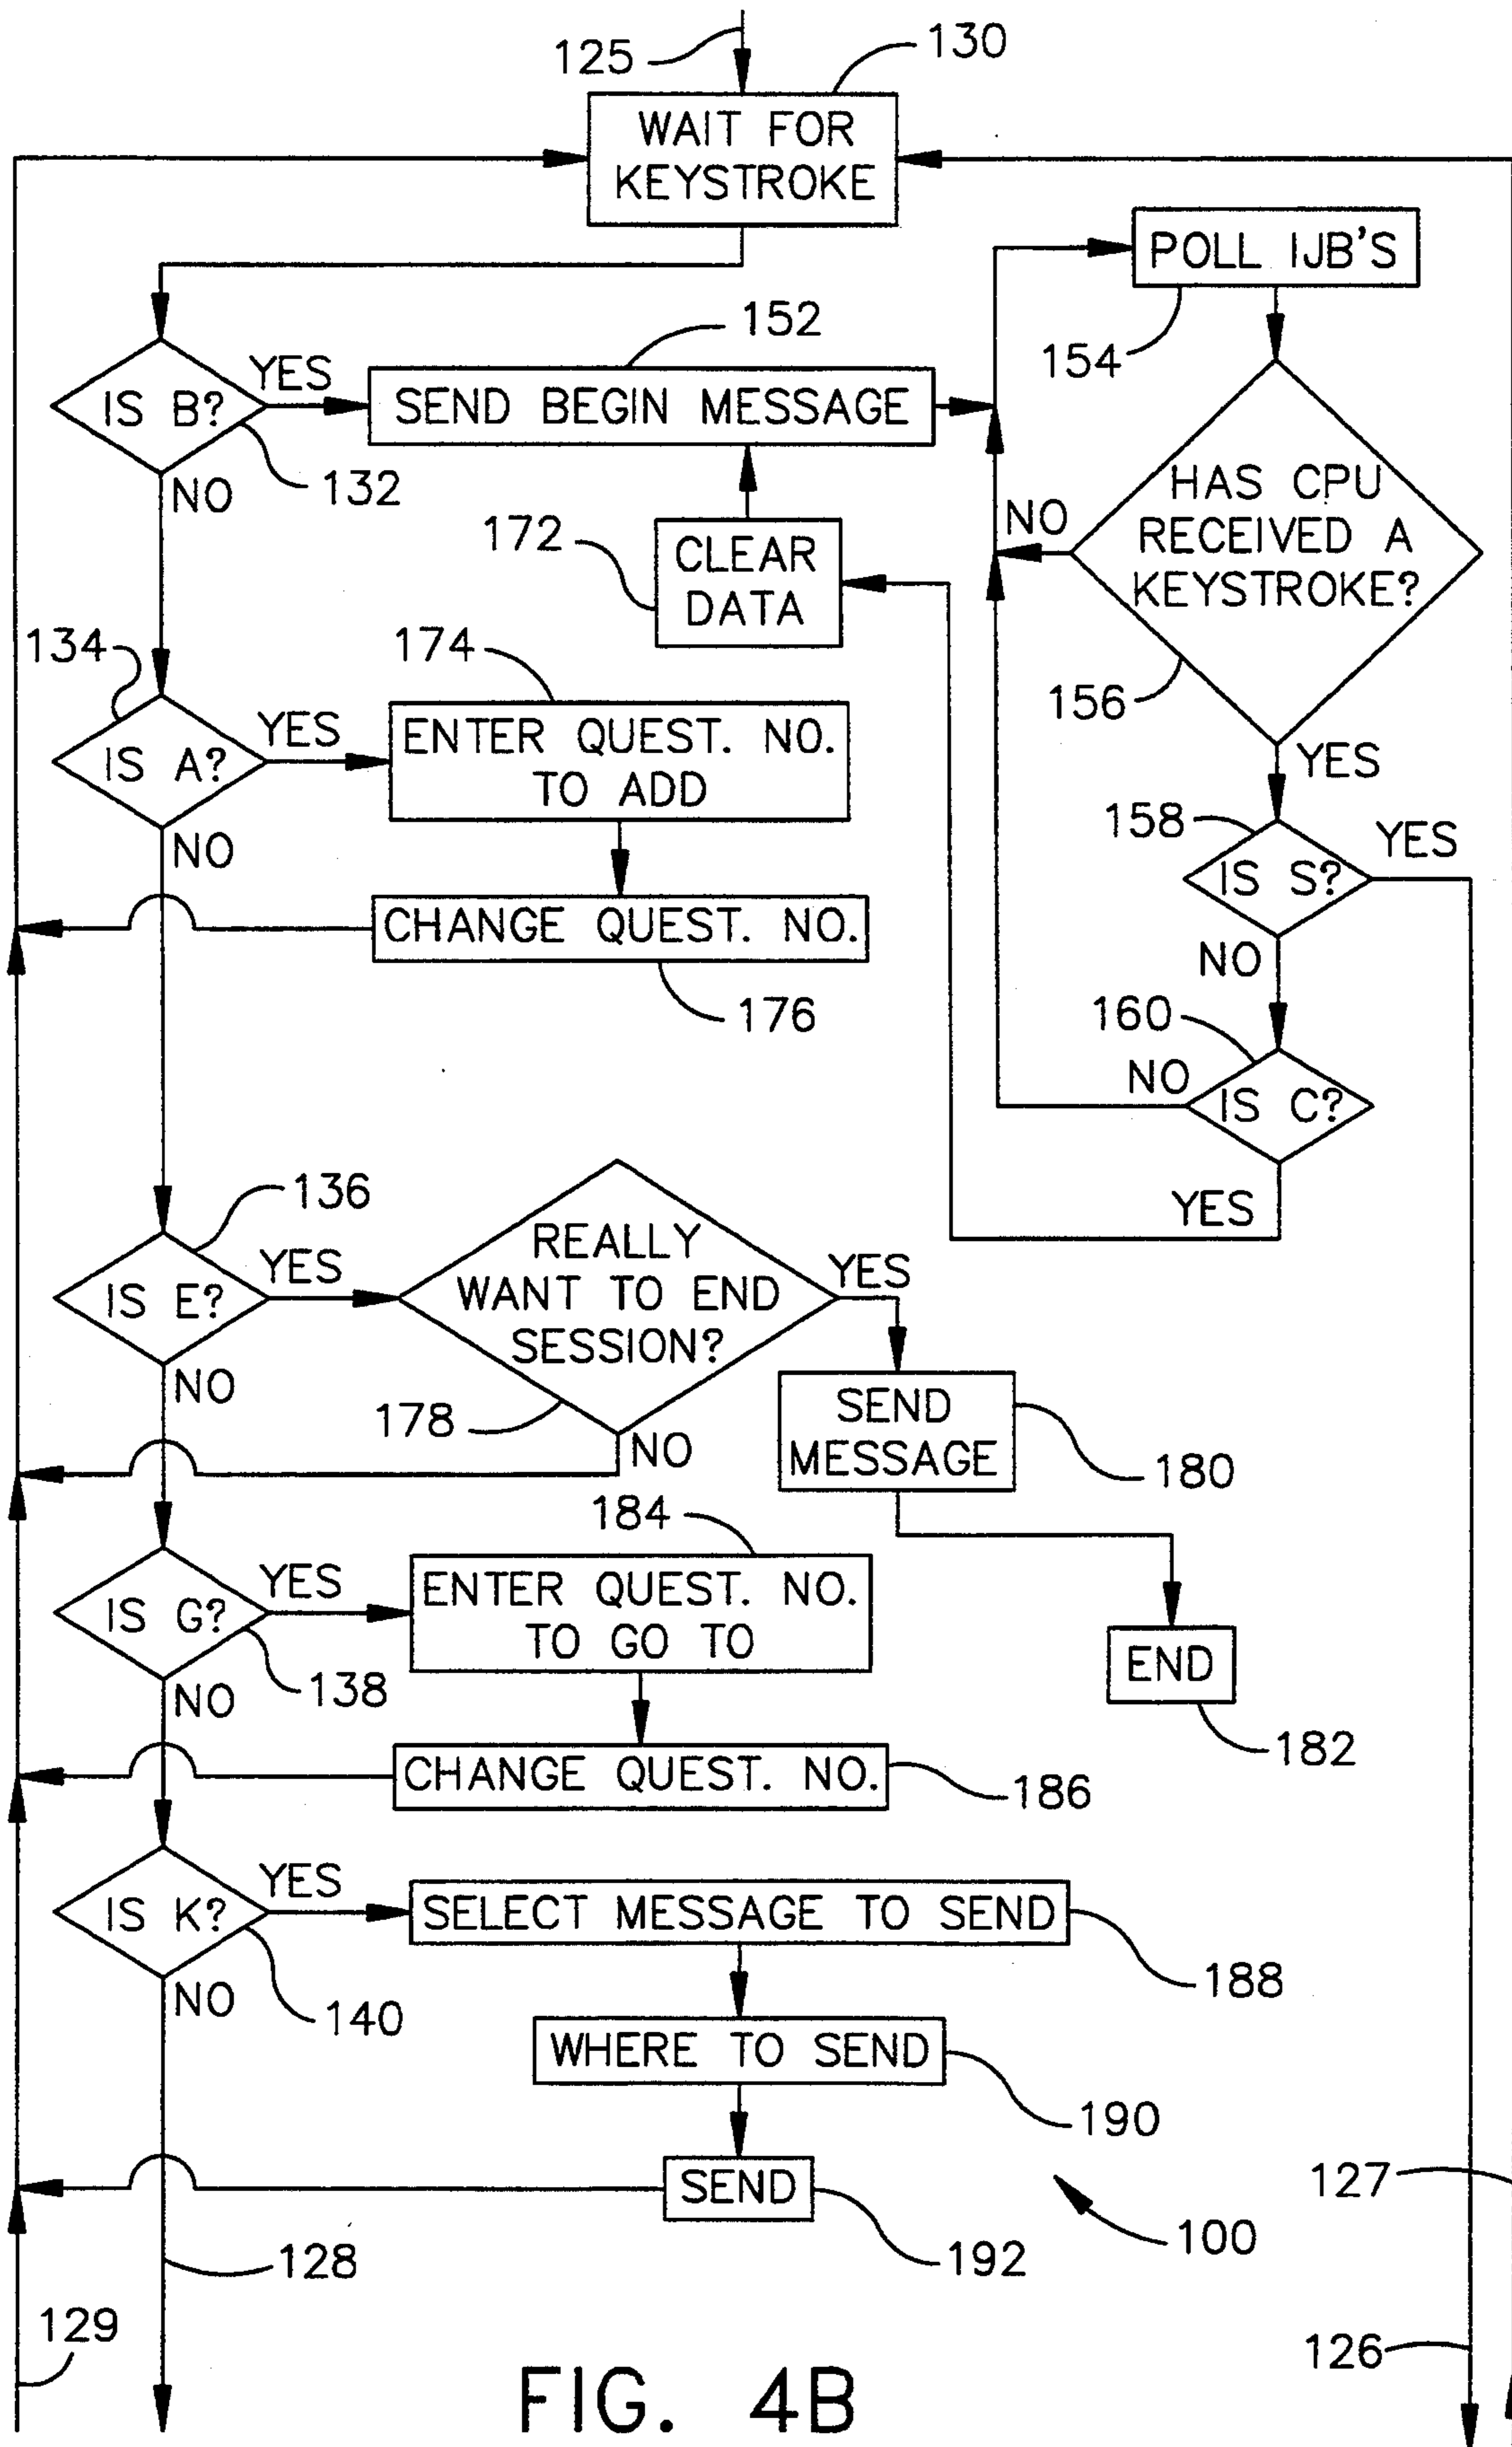 125
130
WAIT FOR
KEYSTROKE
POLL IJB'S
154
152
IS B?
YES
SEND BEGIN MESSAGE
132
NO
HAS CPU
RECEIVED A
KEYSTROKE?
NO
156
YES
172
CLEAR
DATA
134
174
IS A?
YES
ENTER QUEST. NO.
TO ADD
NO
158
IS S?
YES
NO
CHANGE QUEST. NO.
176
160
NO
IS C?
YES
136
IS E?
YES
REALLY
WANT TO END
SESSION?
YES
NO
178
NO
SEND
MESSAGE
180
184
IS G?
YES
ENTER QUEST. NO.
TO GO TO
138
NO
END
182
CHANGE QUEST. NO.
186
IS K?
YES
SELECT MESSAGE TO SEND
188
NO
140
WHERE TO SEND
190
SEND
192
100
127
128
129
126
FIG. 4B